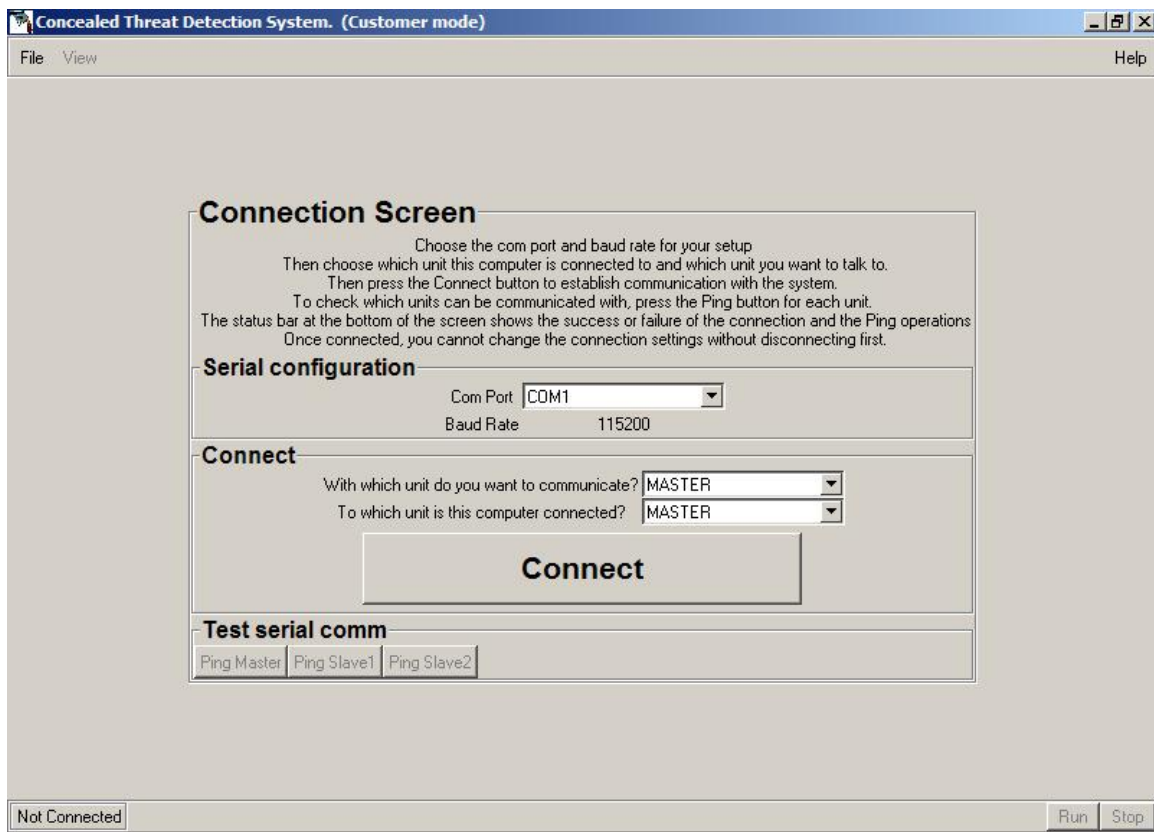 Concealed Threat Detection System. (Customer mode)
File View Help
Connection Screen
Choose the com port and baud rate for your setup
Then choose which unit this computer is connected to and which unit you want to talk to.
Then press the Connect button to establish communication with the system.
To check which units can be communicated with, press the Ping button for each unit.
The status bar at the bottom of the screen shows the success or failure of the connection and the Ping operations
Once connected, you cannot change the connection settings without disconnecting first.
Serial configuration
Com Port COM1
Baud Rate 115200
Connect
With which unit do you want to communicate? MASTER
To which unit is this computer connected? MASTER
Connect
Test serial comm
Ping Master Ping Slave1 Ping Slave2
Not Connected Run Stop